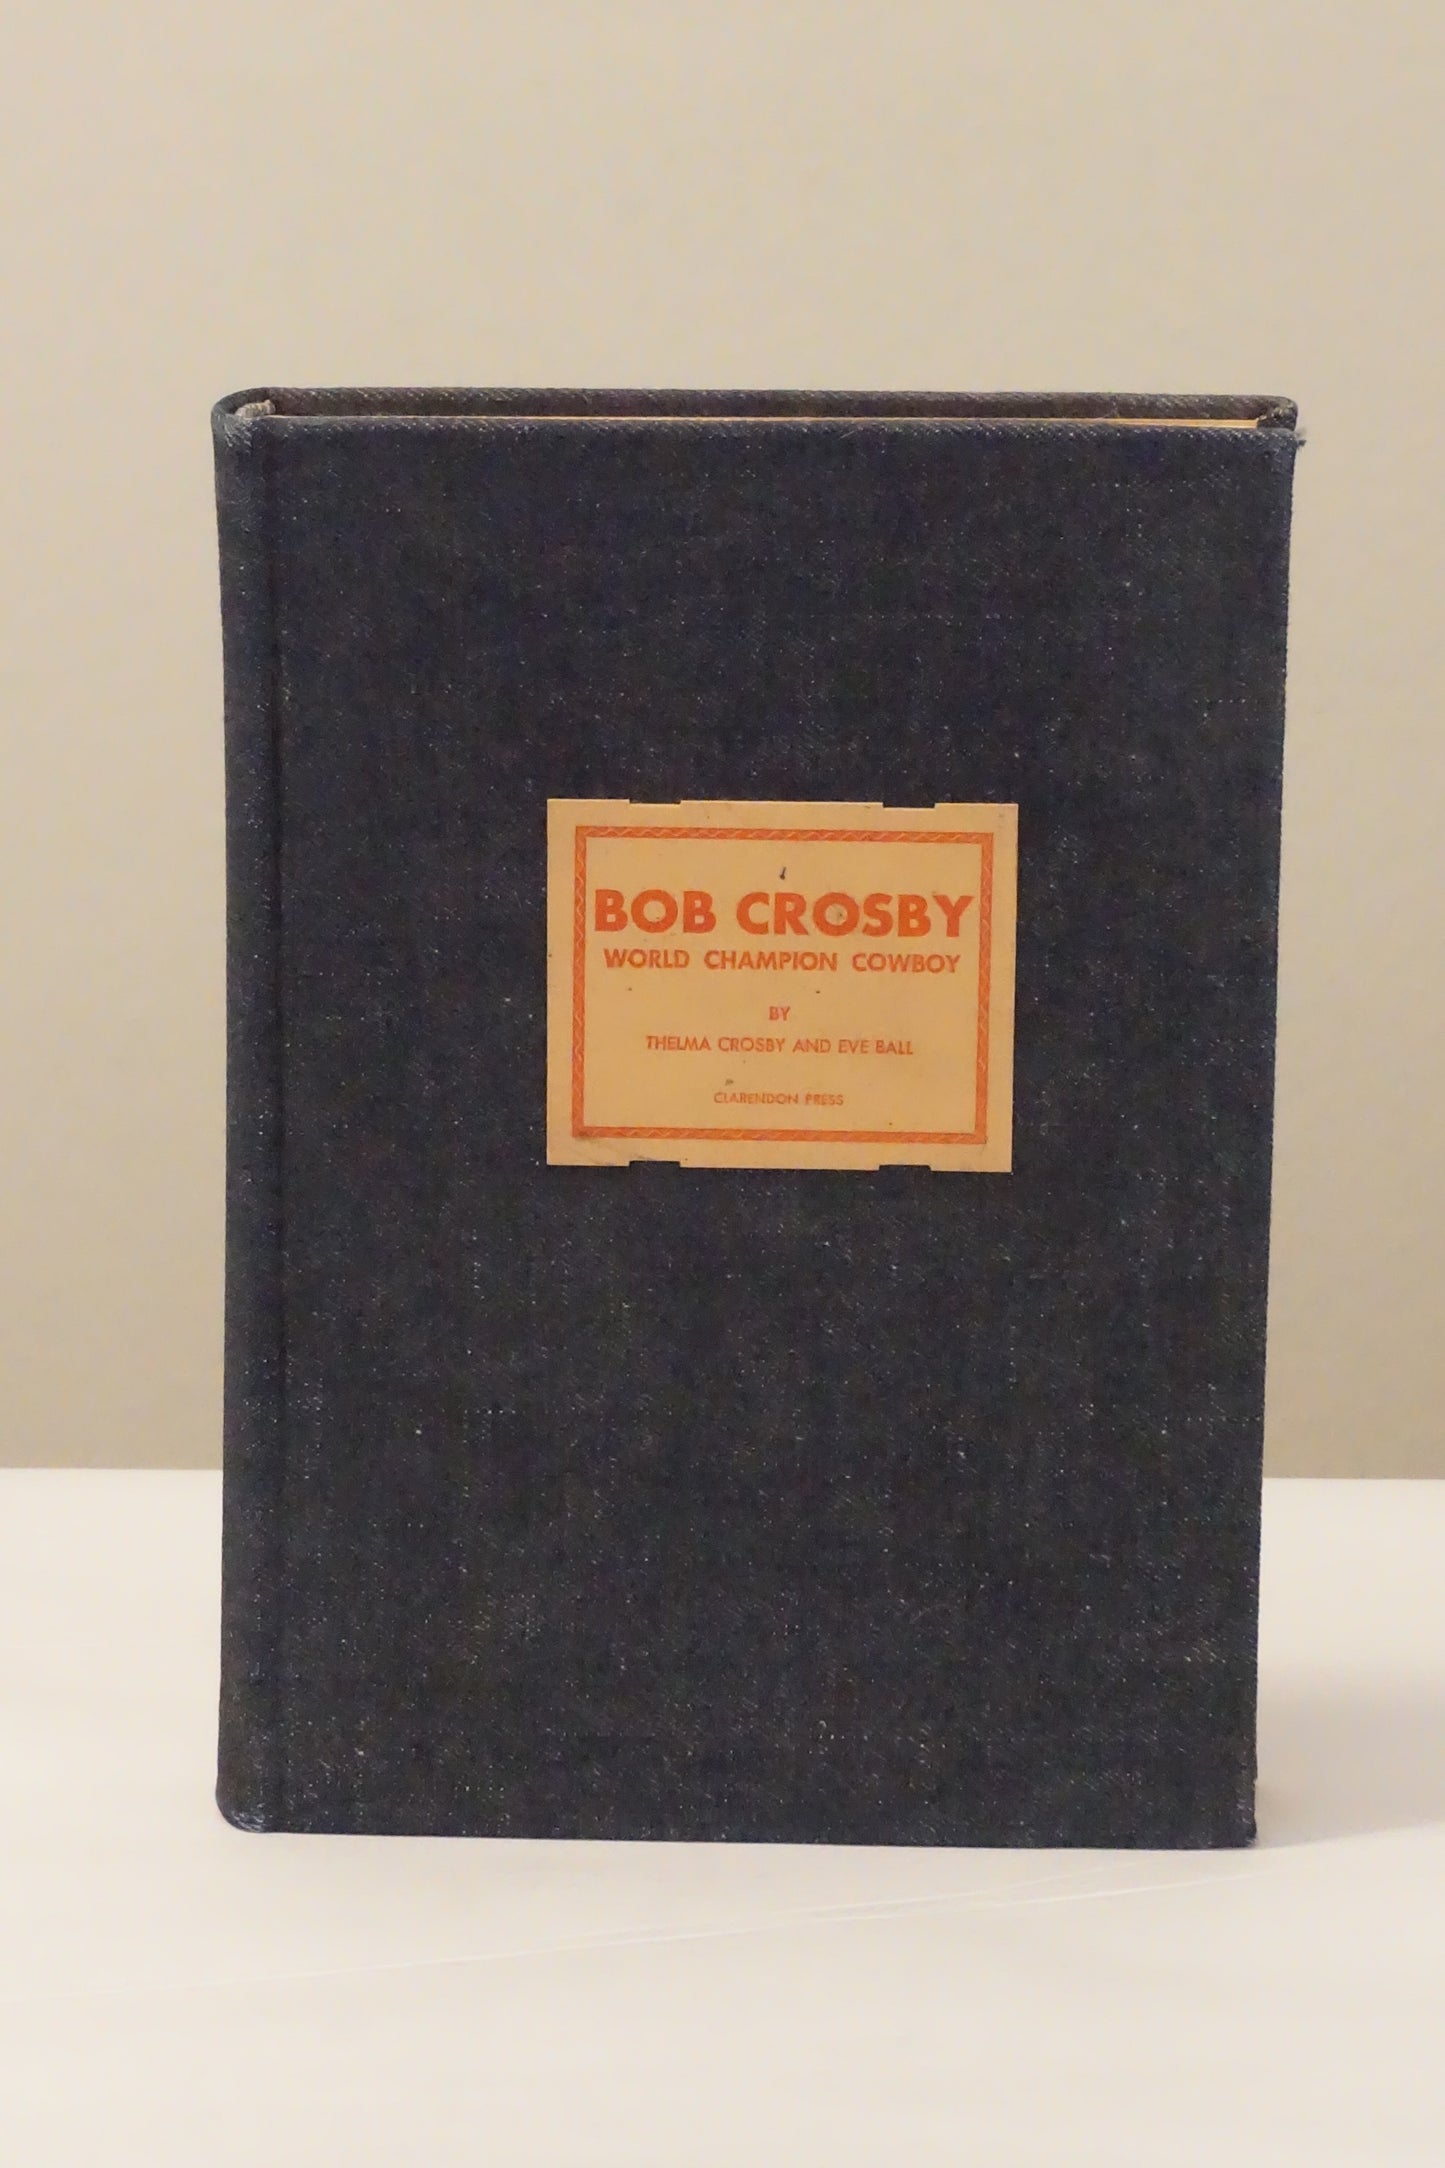 BOB CROSBY
WORLD CHAMPION COWBOY
BY
THELMA CROSBY AND EVE BALL
CLARENDON PRESS